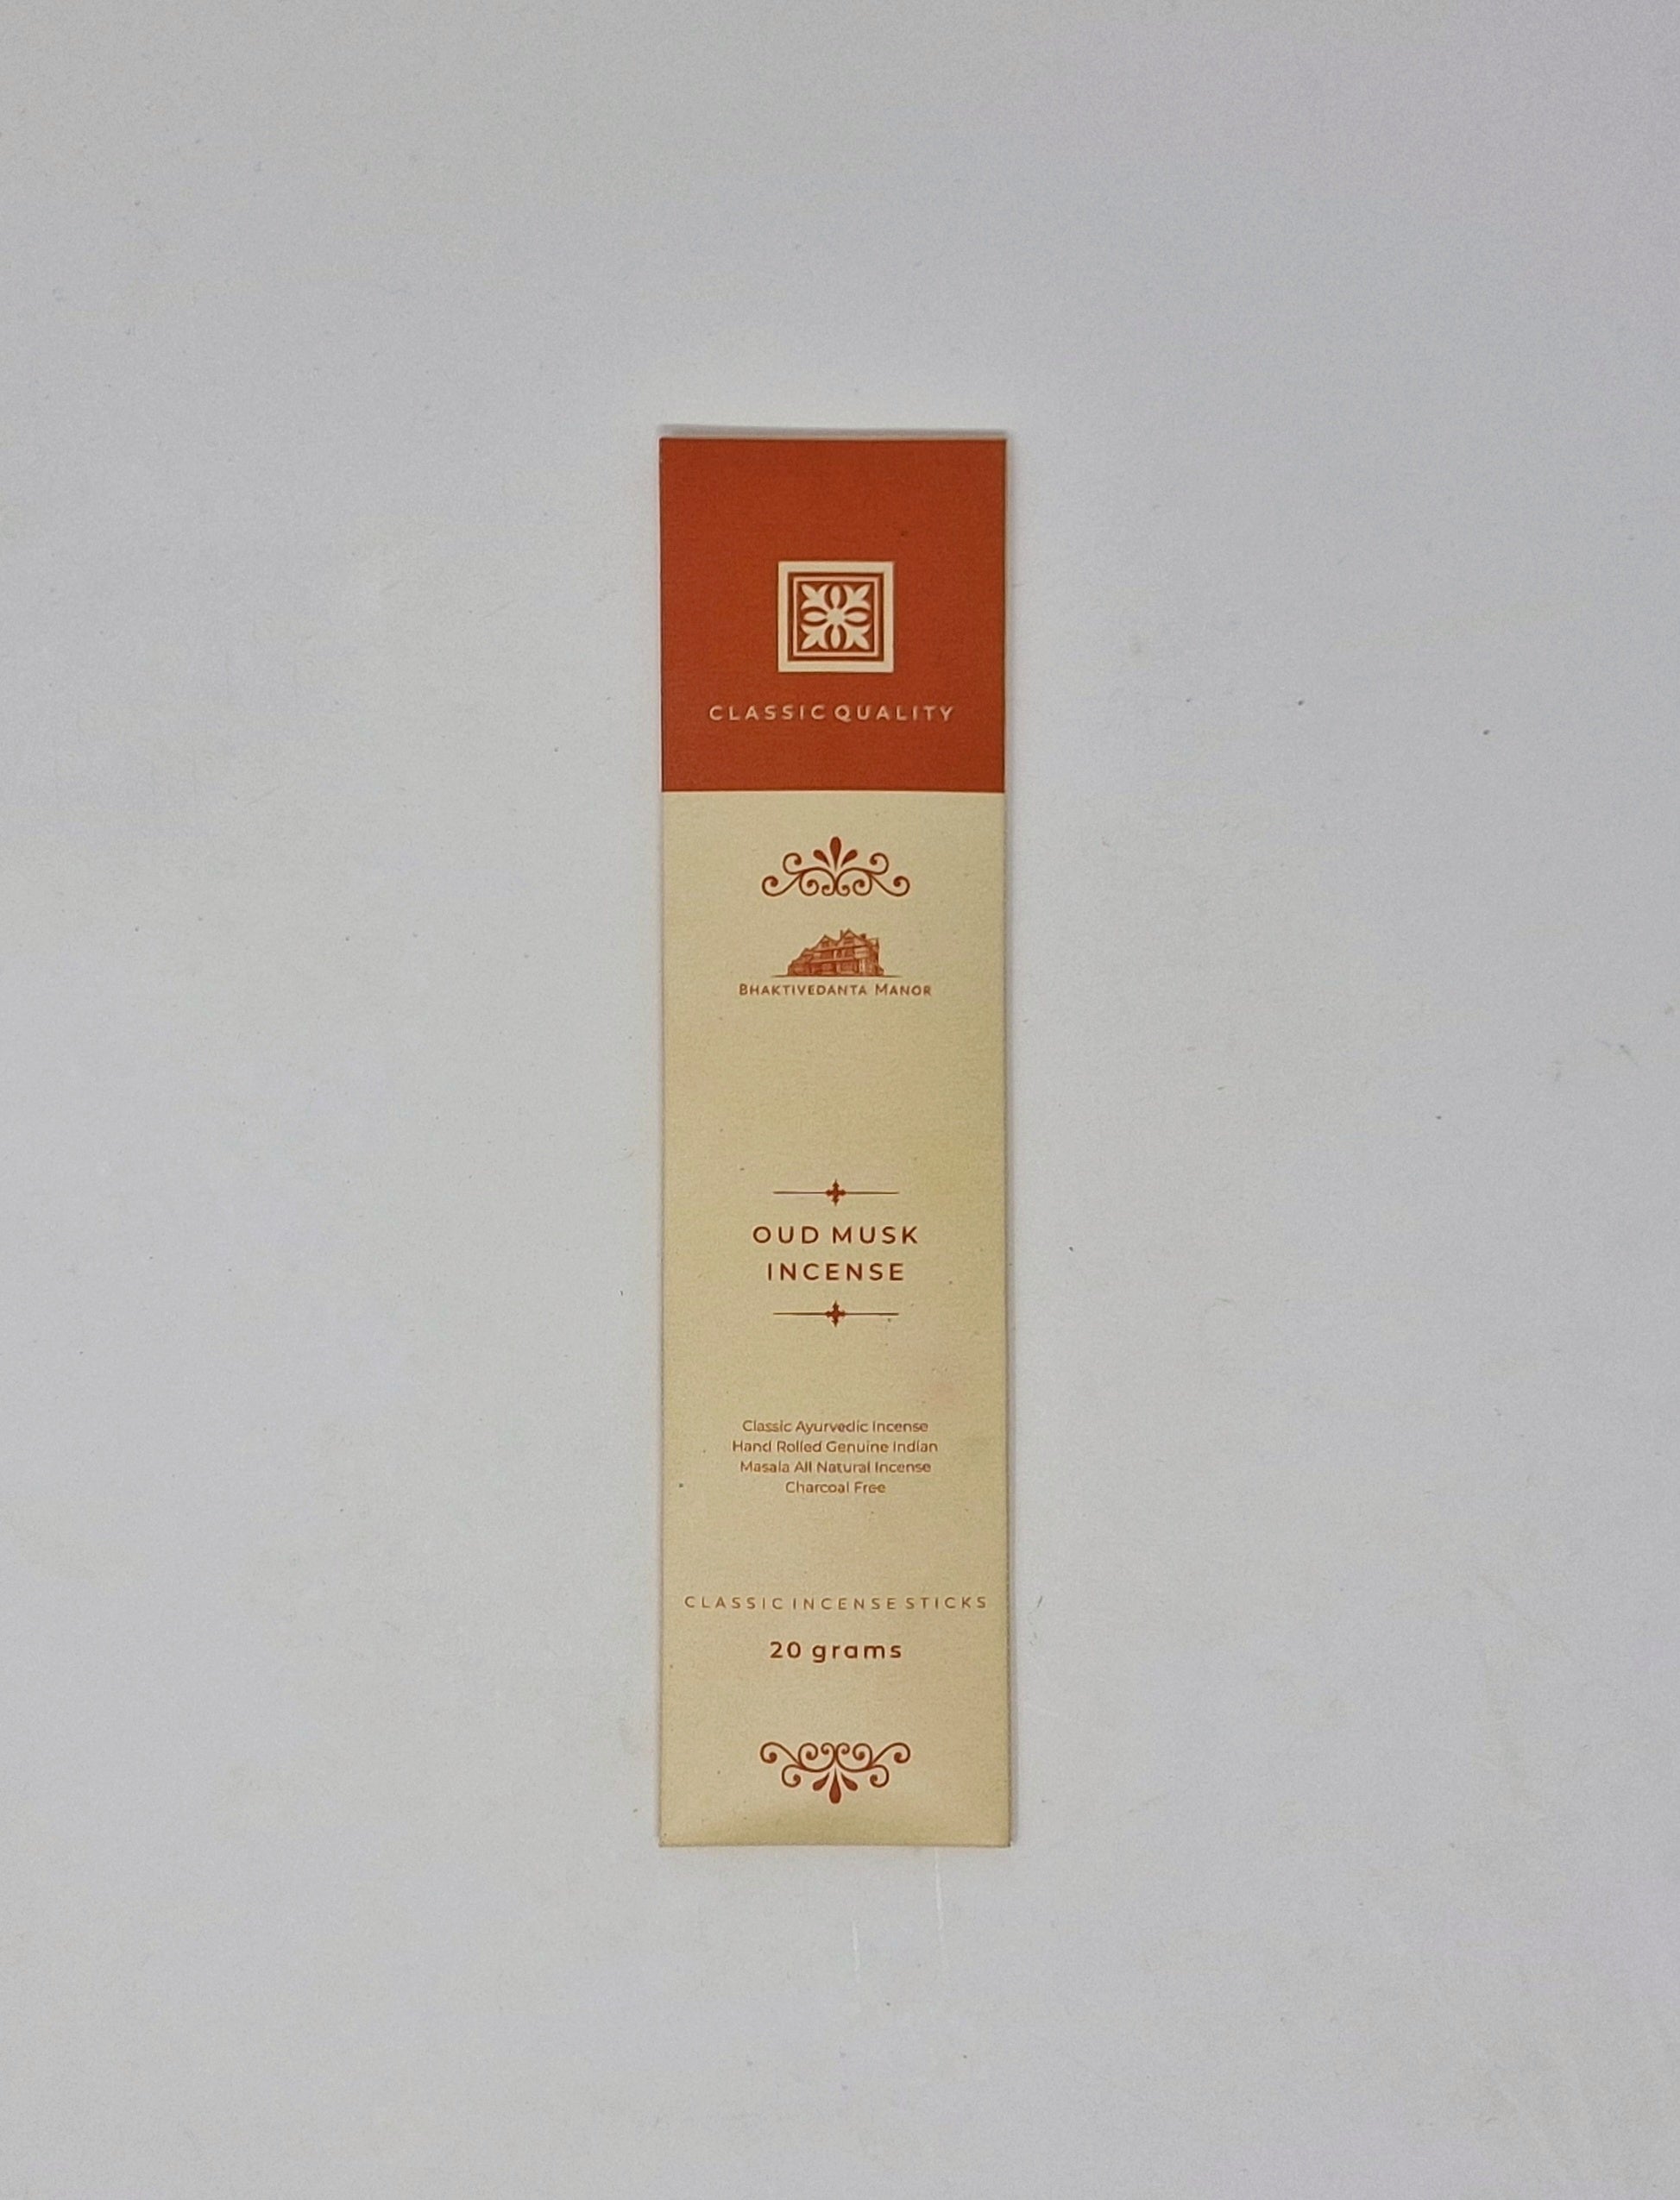 CLASSIC QUALITY
BHAKTIVEDANTA MANOR
OUD MUSK
INCENSE
Classic Ayurvedic Incense
Hand Rolled Genuine Indian
Masala All Natural Incense
Charcoal Free
CLASSIC INCENSE STICKS
20 grams